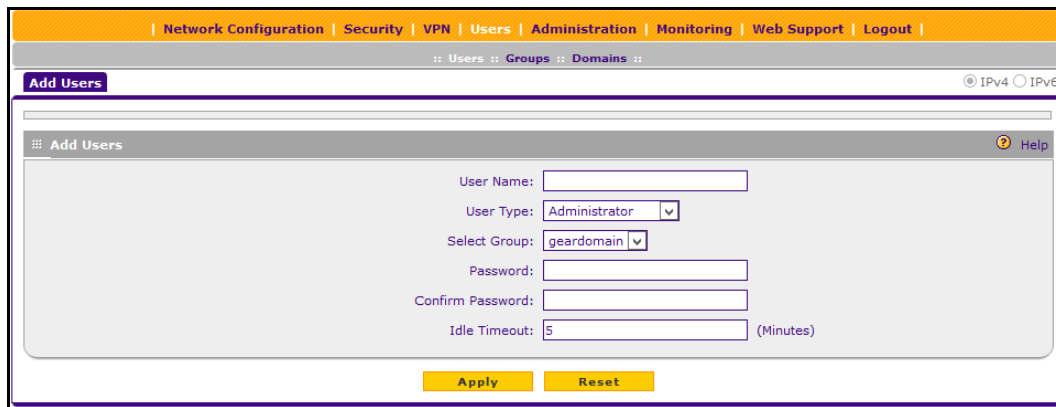 | Network Configuration | Security | VPN | Users | Administration | Monitoring | Web Support | Logout |
:: Users :: Groups :: Domains ::
Add Users
IPv4 IPv6
Add Users
Help
User Name:
User Type: Administrator
Select Group: geardomain
Password:
Confirm Password:
Idle Timeout: 5 (Minutes)
Apply Reset